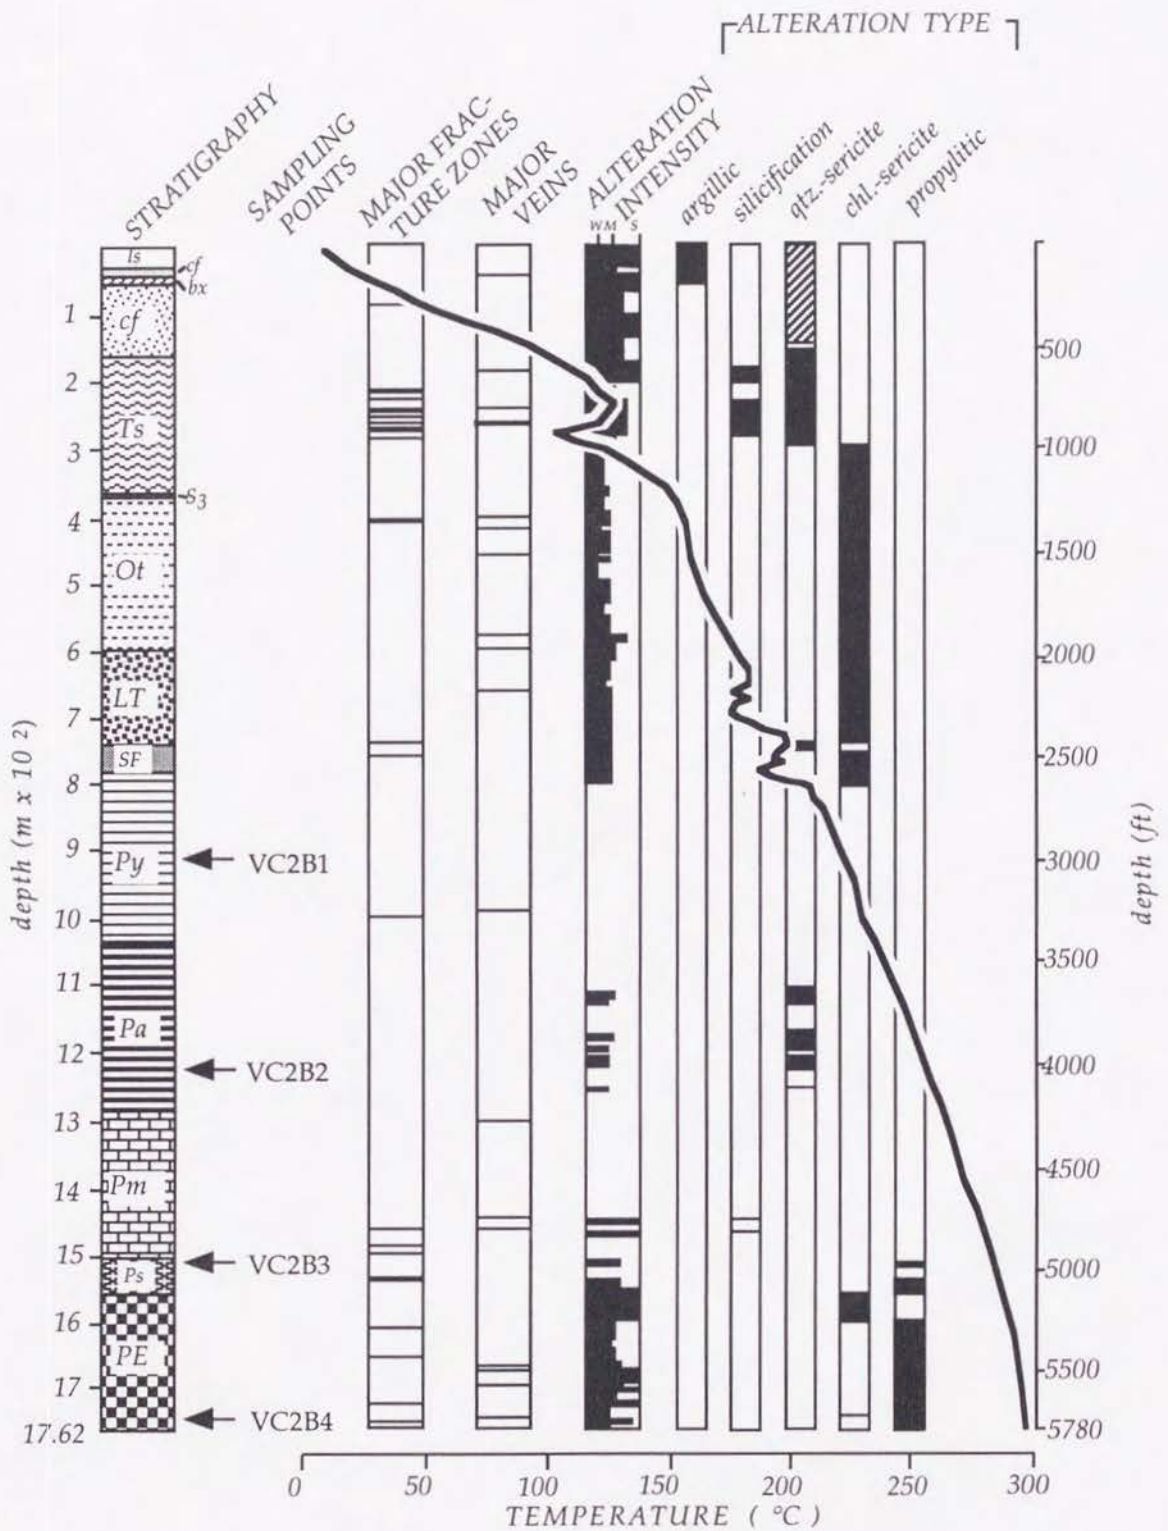 ALTERATION TYPE
STRATIGRAPHY
SAMPLING
POINTS
MAJOR FRAC-
TURE ZONES
MAJOR
VEINS
ALTERATION
INTENSITY
W M S
argillic
silicification
qtz.-sericite
chl.-sericite
propylitic
ls
cf
bx
cf
Ts
S3
Ot
LT
SF
Py
Pa
Pm
Ps
PE
VC2B1
VC2B2
VC2B3
VC2B4
depth (m x 10 2)
1
2
3
4
5
6
7
8
9
10
11
12
13
14
15
16
17
17.62
500
1000
1500
2000
2500
3000
3500
4000
4500
5000
5500
5780
depth (ft)
0 50 100 150 200 250 300
TEMPERATURE ( °C )